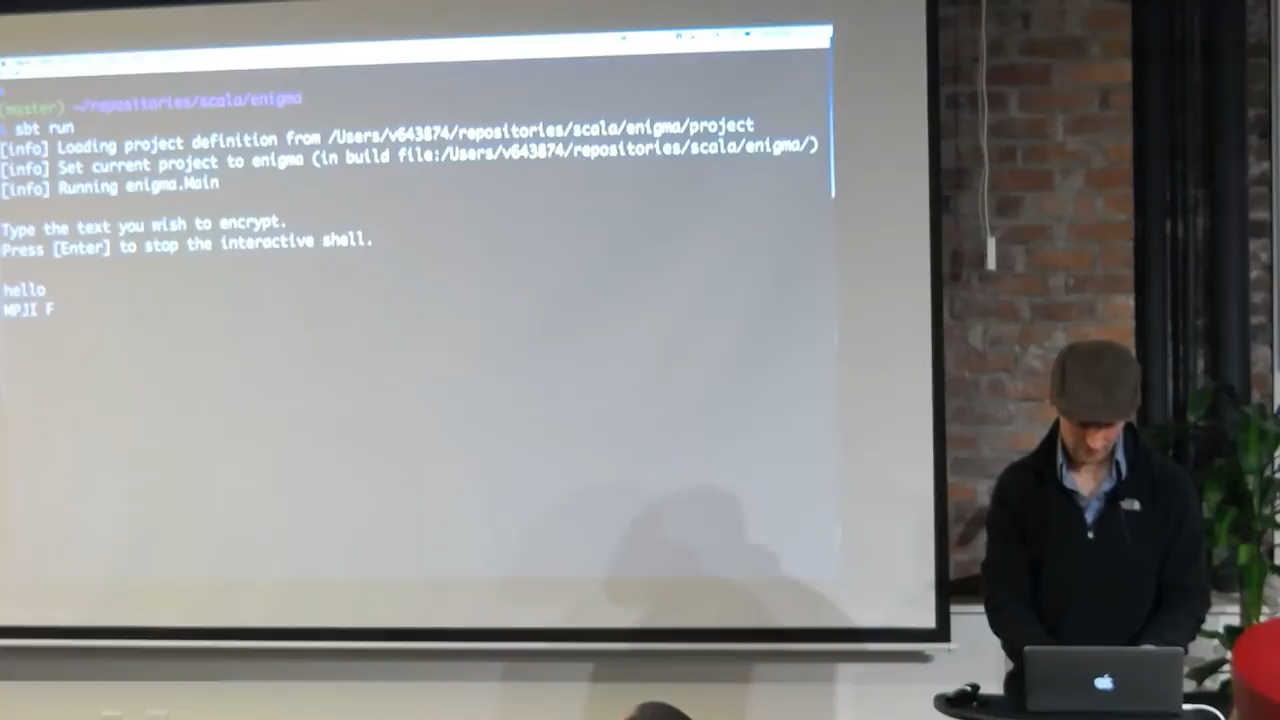 (master) ~/repositories/scala/enigma
sbt run
[info] Loading project definition from /Users/v643874/repositories/scala/enigma/project
[info] Set current project to enigma (in build file:/Users/v643874/repositories/scala/enigma/)
[info] Running enigma.Main
Type the text you wish to encrypt.
Press [Enter] to stop the interactive shell.
hello
MPJI F